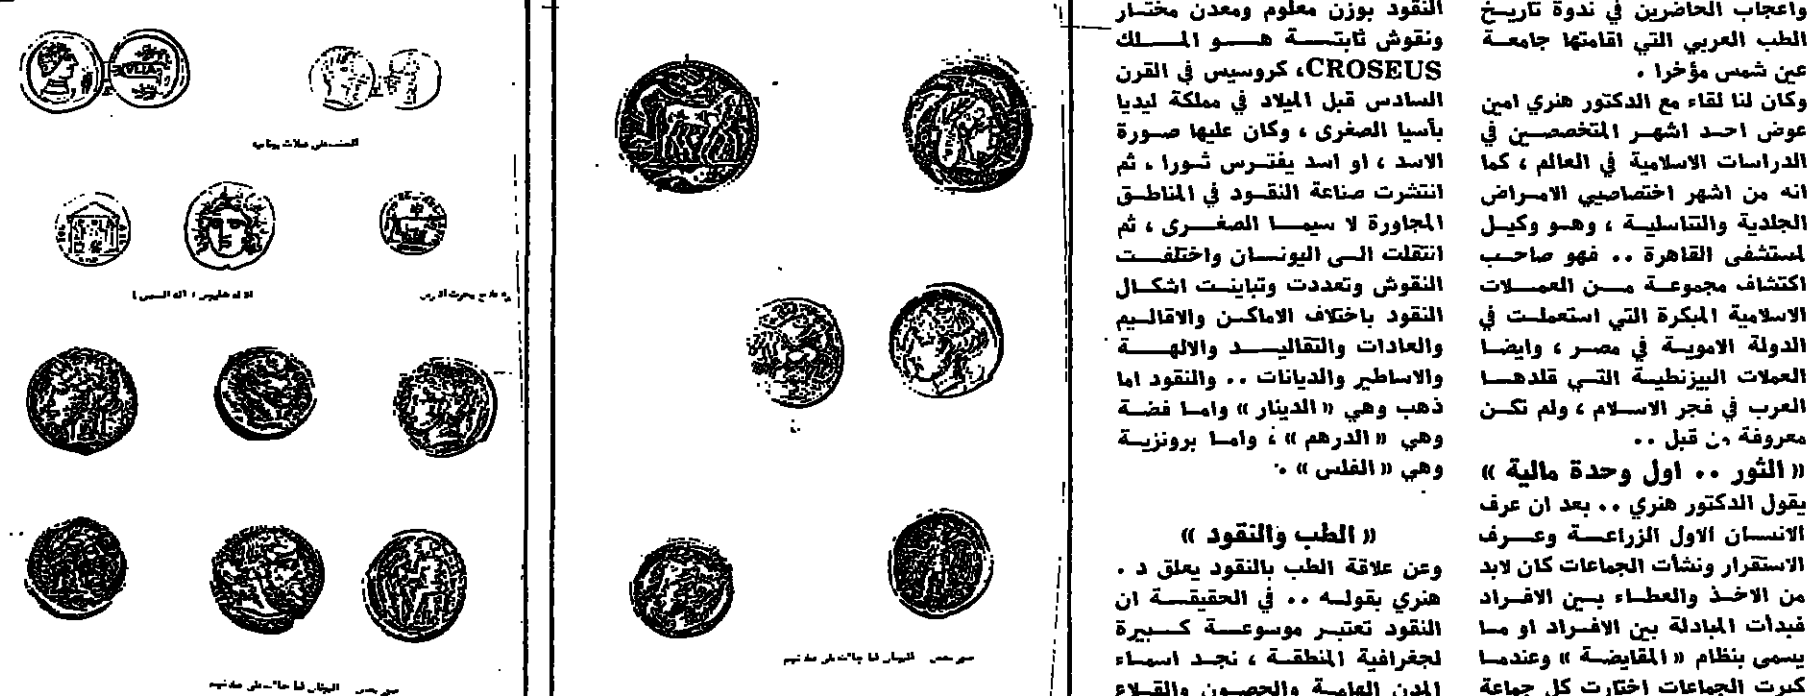 واعجاب الحاضرين في ندوة تاريخ
الطب العربي التي اقامتها جامعة
عين شمس مؤخرا .
وكان لنا لقاء مع الدكتور هنري امين
عوض احد اشهر المتخصصين في
الدراسات الاسلامية في العالم ، كما
انه من اشهر اختصاصيي الامراض
الجلدية والتناسلية ، وهو وكيل
لمستشفى القاهرة .. فهو صاحب
اكتشاف مجموعة من العملات
الاسلامية المبكرة التي استعملت في
الدولة الاموية في مصر ، وايضا
العملات البيزنطية التي قلدها
العرب في فجر الاسلام ، ولم تكن
معروفة من قبل ..
« الثور .. اول وحدة مالية »
يقول الدكتور هنري .. بعد ان عرف
الانسان الاول الزراعة وعرف
الاستقرار ونشأت الجماعات كان لابد
من الاخذ والعطاء بين الافراد
فبدأت المبادلة بين الافراد او ما
يسمى بنظام « المقايضة » وعندما
كبرت الجماعات اختارت كل جماعة
النقود بوزن معلوم ومعدن مختار
ونقوش ثابتة هو الملك
CROSEUS، كروسيس في القرن
السادس قبل الميلاد في مملكة ليديا
بآسيا الصغرى ، وكان عليها صورة
الاسد ، او اسد يفترس ثورا ، ثم
انتشرت صناعة النقود في المناطق
المجاورة لا سيما الصغرى ، ثم
انتقلت الى اليونان واختلفت
النقوش وتعددت وتباينت اشكال
النقود باختلاف الاماكن والاقاليم
والعادات والتقاليد والالهة
والاساطير والديانات .. والنقود اما
ذهب وهي « الدينار » واما فضة
وهي « الدرهم » ، واما برونزية
وهي « الفلس » .
« الطب والنقود »
وعن علاقة الطب بالنقود يعلق د .
هنري بقوله .. في الحقيقة ان
النقود تعتبر موسوعة كبيرة
لجغرافية المنطقة ، نجد اسماء
المدن الهامة والحصون والقلاع